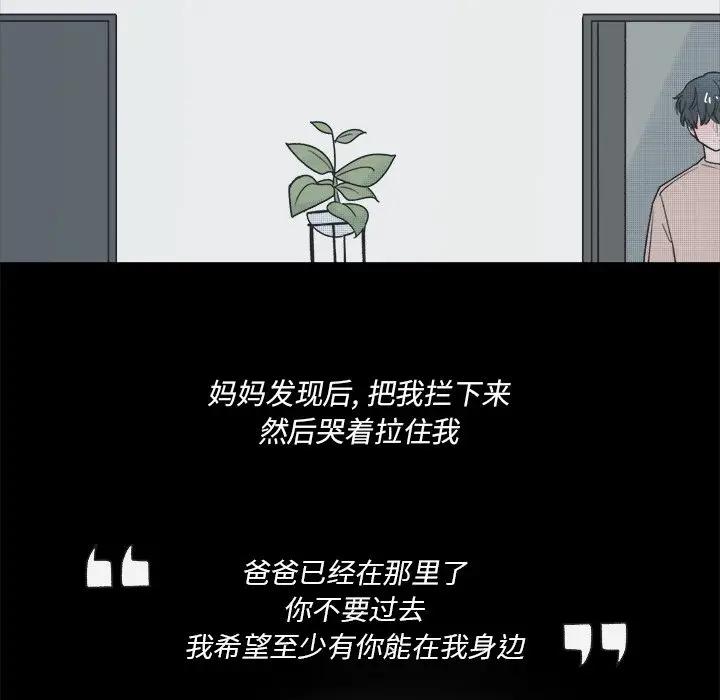 妈妈发现后, 把我拦下来
然后哭着拉住我
“爸爸已经在那里了
你不要过去
我希望至少有你能在我身边”